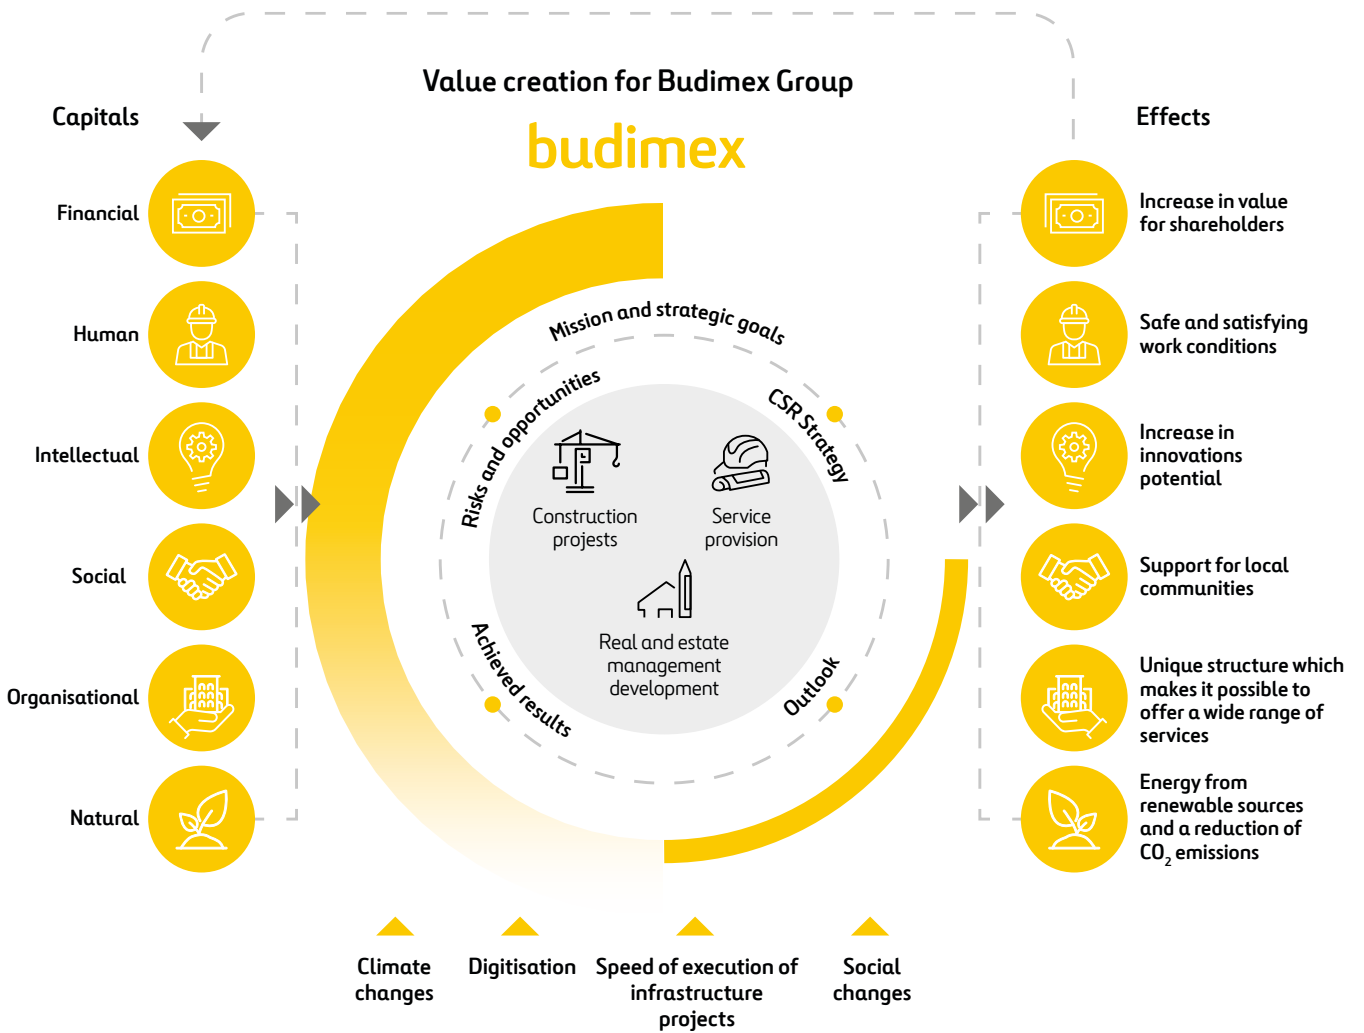 Value creation for Budimex Group
budimex
Capitals
Financial
Human
Intellectual
Social
Organisational
Natural
Mission and strategic goals
Risks and opportunities
CSR Strategy
Achieved results
Outlook
Construction
projests
Service
provision
Real and estate
management
development
Effects
Increase in value
for shareholders
Safe and satisfying
work conditions
Increase in
innovations
potential
Support for local
communities
Unique structure which
makes it possible to
offer a wide range of
services
Energy from
renewable sources
and a reduction of
CO₂ emissions
Climate
changes
Digitisation
Speed of execution of
infrastructure
projects
Social
changes